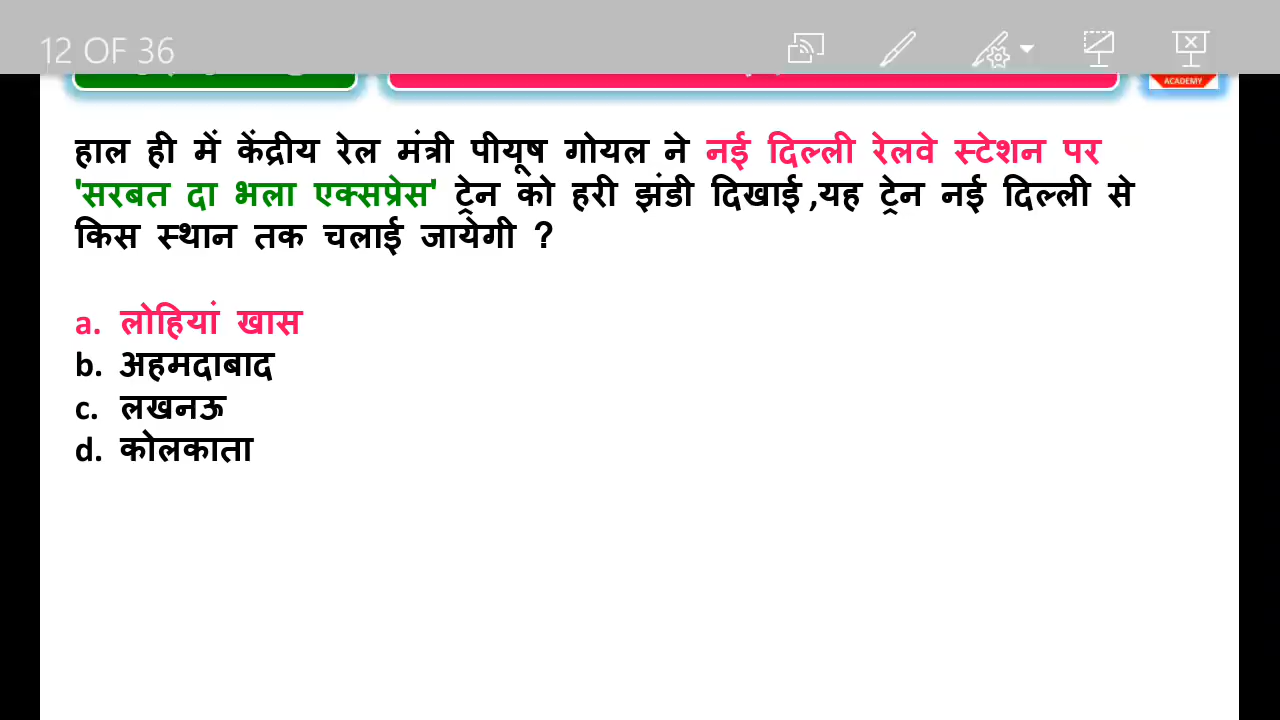 12 OF 36
ACADEMY
हाल ही में केंद्रीय रेल मंत्री पीयूष गोयल ने नई दिल्ली रेलवे स्टेशन पर
'सरबत दा भला एक्सप्रेस' ट्रेन को हरी झंडी दिखाई ,यह ट्रेन नई दिल्ली से
किस स्थान तक चलाई जायेगी ?
a. लोहियां खास
b. अहमदाबाद
c. लखनऊ
d. कोलकाता